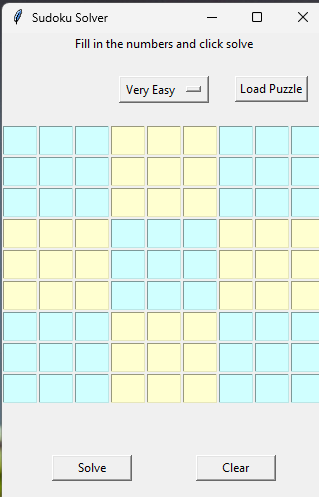 Sudoku Solver
Fill in the numbers and click solve
Very Easy
Load Puzzle
Solve
Clear